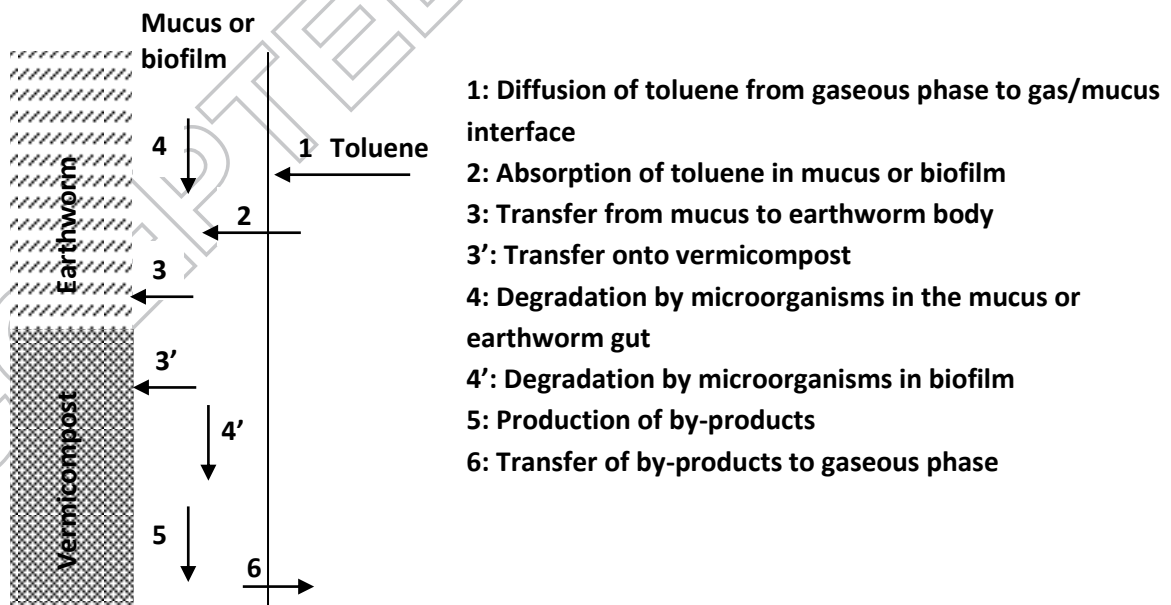 Mucus or
biofilm
4
1 Toluene
2
3
3’
4’
5
6
Earthworm
Vermicompost
1: Diffusion of toluene from gaseous phase to gas/mucus
interface
2: Absorption of toluene in mucus or biofilm
3: Transfer from mucus to earthworm body
3’: Transfer onto vermicompost
4: Degradation by microorganisms in the mucus or
earthworm gut
4’: Degradation by microorganisms in biofilm
5: Production of by-products
6: Transfer of by-products to gaseous phase